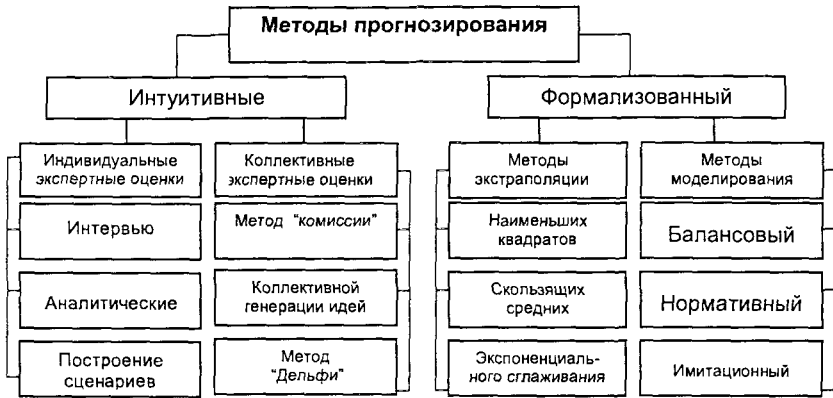 Методы прогнозирования
Интуитивные
Формализованный
Индивидуальные
экспертные оценки
Коллективные
экспертные оценки
Методы
экстраполяции
Методы
моделирования
Интервью
Метод "комиссии"
Наименьших
квадратов
Балансовый
Аналитические
Коллективной
генерации идей
Скользящих
средних
Нормативный
Построение
сценариев
Метод
"Дельфи"
Экспоненциаль-
ного сглаживания
Имитационный